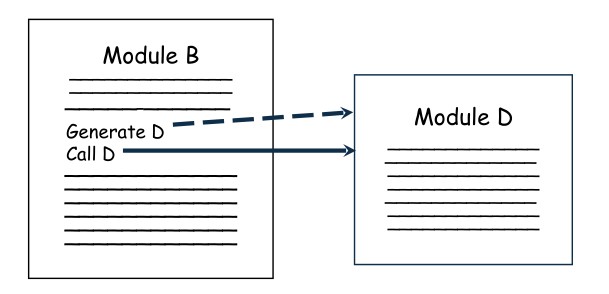 Module B
Generate D
Call D
Module D